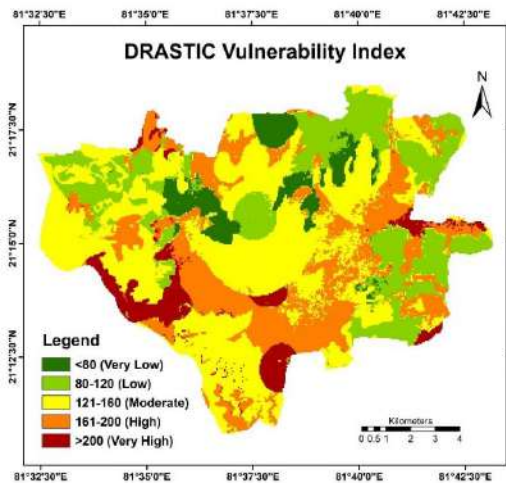 81°32'30"E 81°35'0"E 81°37'30"E 81°40'0"E 81°42'30"E
DRASTIC Vulnerability Index
N
21°17'30"N
21°15'0"N
21°12'30"N
Legend
<80 (Very Low)
80-120 (Low)
121-160 (Moderate)
161-200 (High)
>200 (Very High)
Kilometers
0 0.5 1 2 3 4
81°32'30"E 81°35'0"E 81°37'30"E 81°40'0"E 81°42'30"E